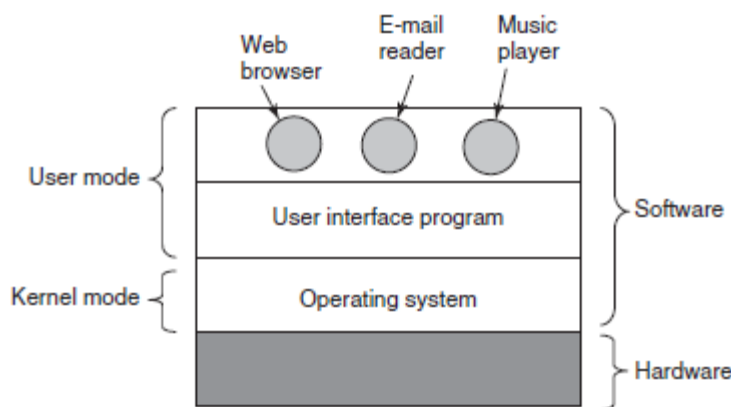 Web
browser
E-mail
reader
Music
player
User mode
User interface program
Software
Kernel mode
Operating system
Hardware